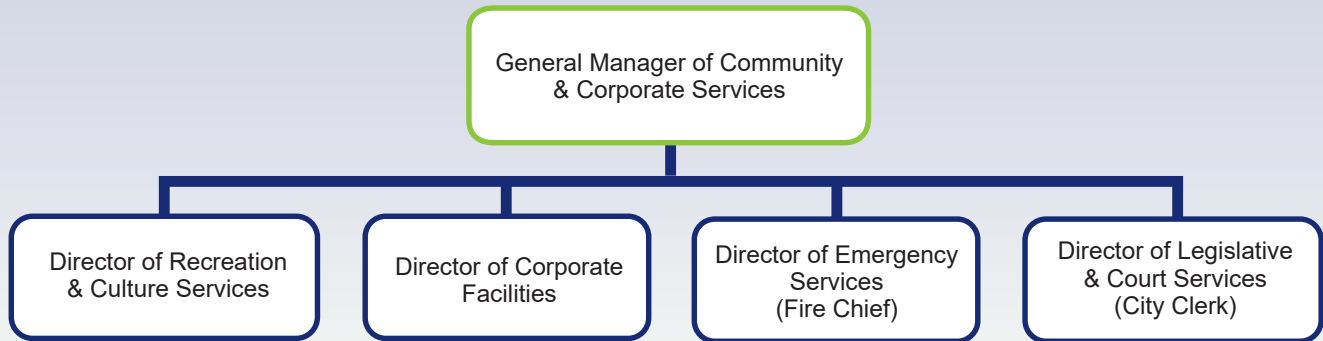 General Manager of Community
& Corporate Services
Director of Recreation
& Culture Services
Director of Corporate
Facilities
Director of Emergency
Services
(Fire Chief)
Director of Legislative
& Court Services
(City Clerk)